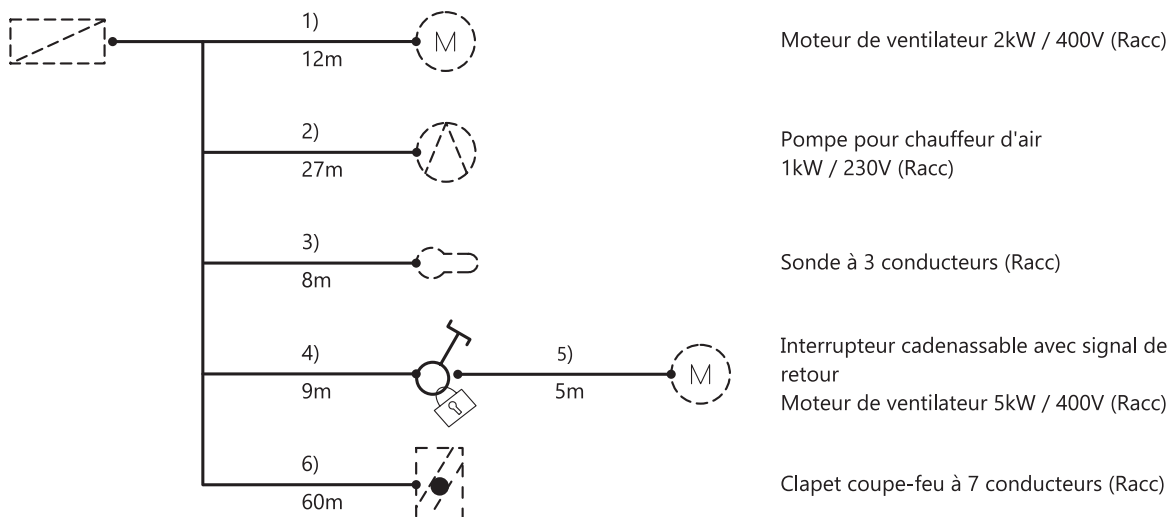 1)
12m
M
Moteur de ventilateur 2kW / 400V (Racc)
2)
27m
Pompe pour chauffeur d'air
1kW / 230V (Racc)
3)
8m
Sonde à 3 conducteurs (Racc)
4)
9m
5)
5m
M
Interrupteur cadenassable avec signal de
retour
Moteur de ventilateur 5kW / 400V (Racc)
6)
60m
Clapet coupe-feu à 7 conducteurs (Racc)